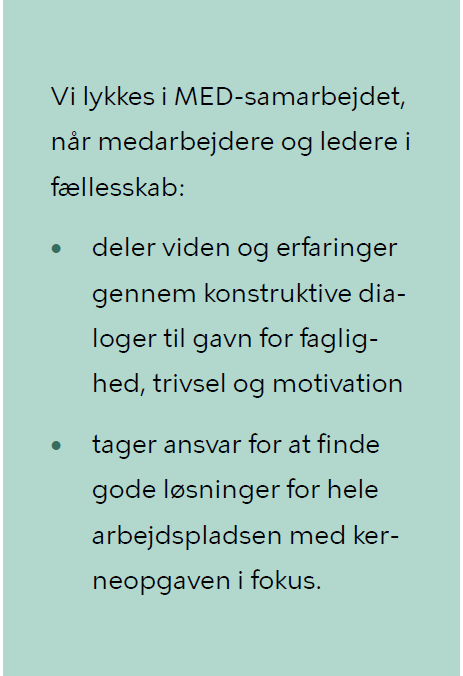 Vi lykkes i MED-samarbejdet,
når medarbejdere og ledere i
fællesskab:
• deler viden og erfaringer
gennem konstruktive dia-
loger til gavn for faglig-
hed, trivsel og motivation
• tager ansvar for at finde
gode løsninger for hele
arbejdspladsen med ker-
neopgaven i fokus.